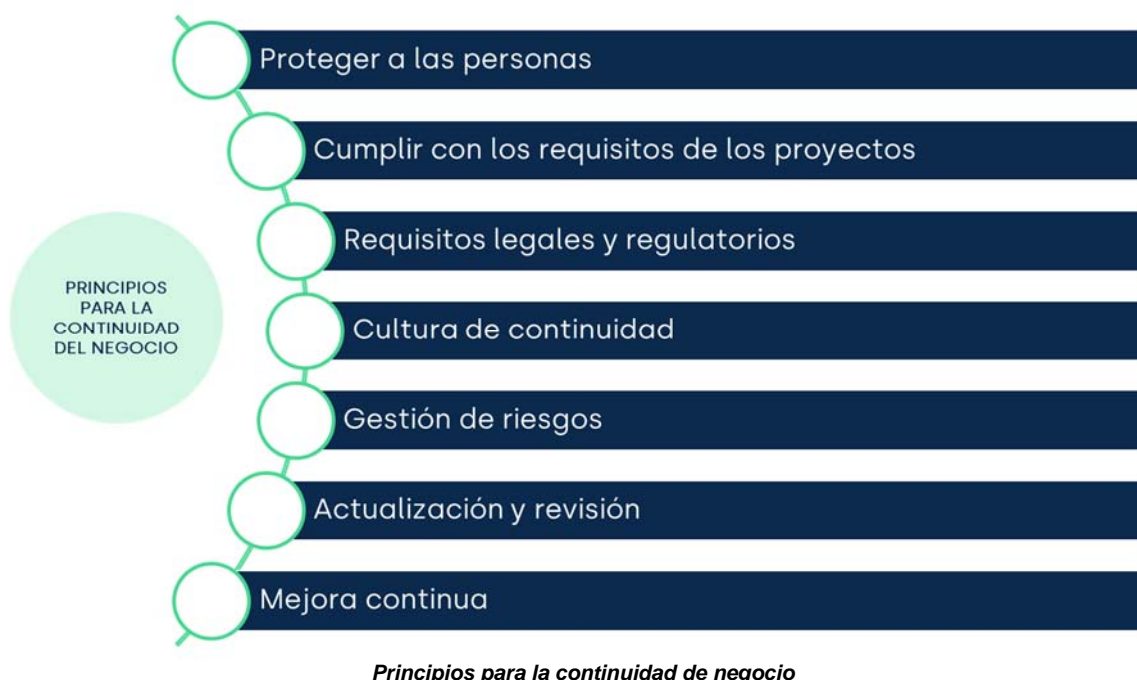 Proteger a las personas
Cumplir con los requisitos de los proyectos
Requisitos legales y regulatorios
PRINCIPIOS
PARA LA
CONTINUIDAD
DEL NEGOCIO
Cultura de continuidad
Gestión de riesgos
Actualización y revisión
Mejora continua
Principios para la continuidad de negocio